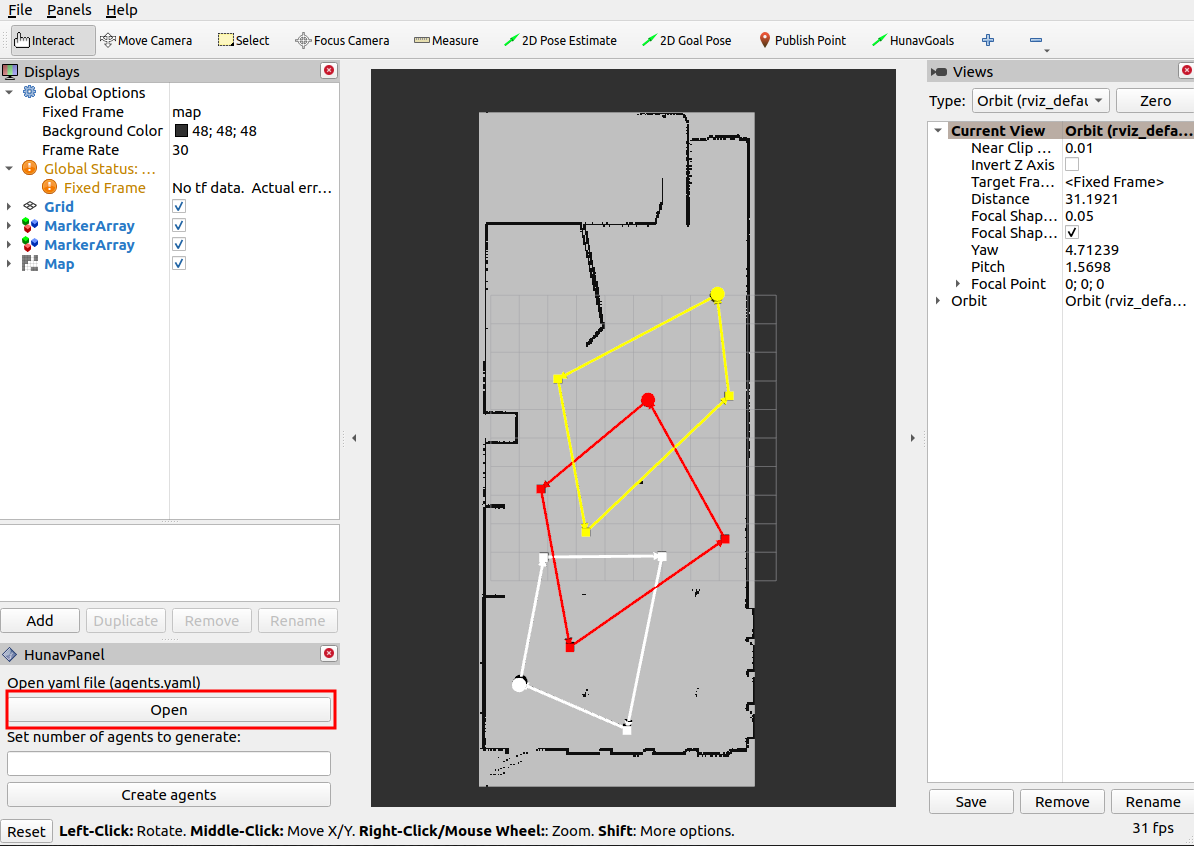 File Panels Help
Interact Move Camera Select Focus Camera Measure 2D Pose Estimate 2D Goal Pose Publish Point HunavGoals
Displays
Global Options
Fixed Frame map
Background Color 48; 48; 48
Frame Rate 30
Global Status: ...
Fixed Frame No tf data. Actual err...
Grid
MarkerArray
MarkerArray
Map
Add Duplicate Remove Rename
HunavPanel
Open yaml file (agents.yaml)
Open
Set number of agents to generate:
Create agents
Views
Type: Orbit (rviz_defau Zero
Current View Orbit (rviz_defa...
Near Clip ... 0.01
Invert Z Axis
Target Fra... <Fixed Frame>
Distance 31.1921
Focal Shap... 0.05
Focal Shap...
Yaw 4.71239
Pitch 1.5698
Focal Point 0; 0; 0
Orbit Orbit (rviz_defa...
Save Remove Rename
Reset Left-Click: Rotate. Middle-Click: Move X/Y. Right-Click/Mouse Wheel:: Zoom. Shift: More options.
31 fps